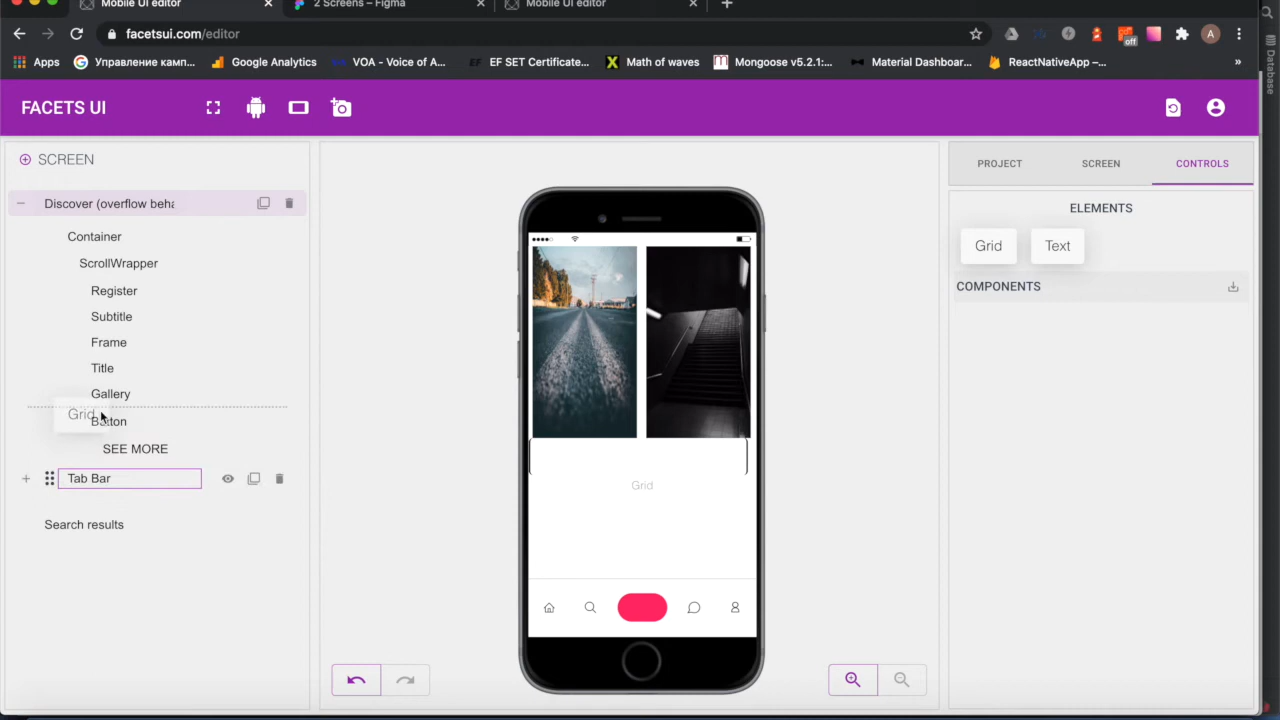 Mobile UI editor
2 Screens – Figma
Mobile UI editor
facetsui.com/editor
A
off
Apps
Управление камп...
Google Analytics
VOA - Voice of A...
EF SET Certificate...
Math of waves
Mongoose v5.2.1:...
Material Dashboar...
ReactNativeApp –...
»
Database
FACETS UI
SCREEN
PROJECT
SCREEN
CONTROLS
Discover (overflow beha
ELEMENTS
Container
Grid
Text
ScrollWrapper
COMPONENTS
Register
Subtitle
Frame
Title
Gallery
Grid
Button
SEE MORE
Tab Bar
Grid
Search results